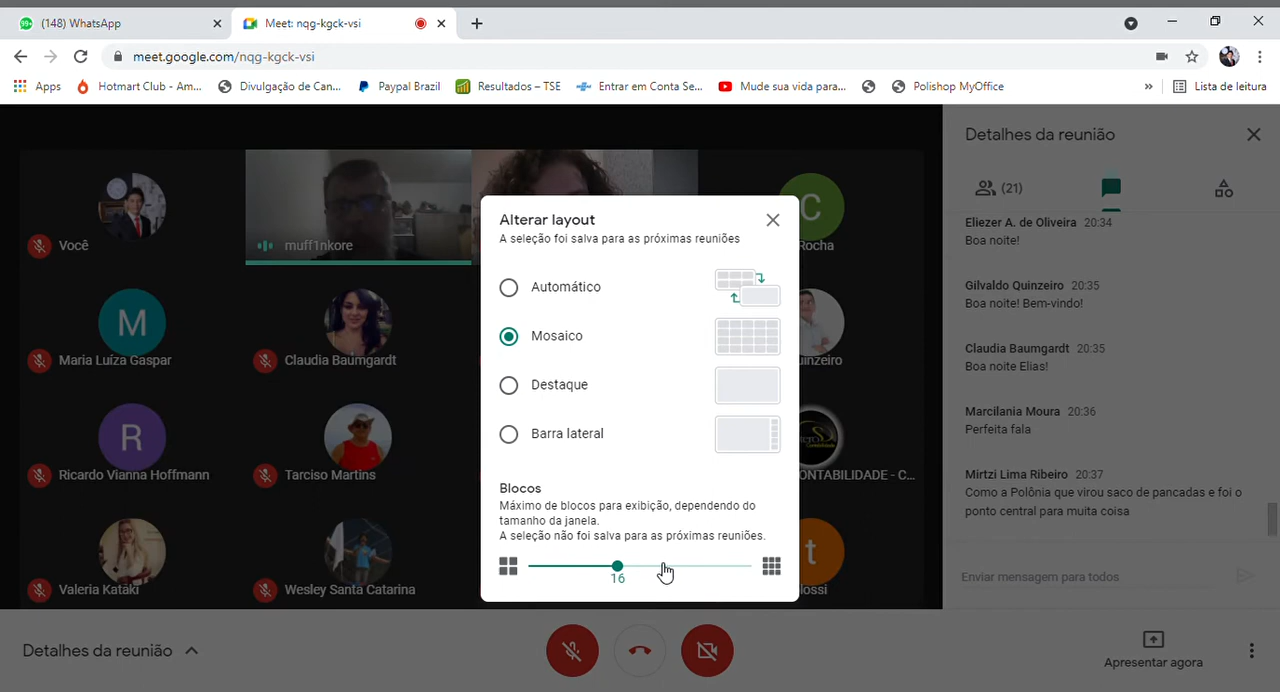 99+ (148) WhatsApp
Meet: nqg-kgck-vsi
meet.google.com/nqg-kgck-vsi
Apps Hotmart Club - Am... Divulgação de Can... Paypal Brazil Resultados – TSE Entrar em Conta Se... Mude sua vida para... Polishop MyOffice » Lista de leitura
Você
muff1nkore
C
Rocha
M
Maria Luíza Gaspar
Claudia Baumgardt
uinzeiro
R
Ricardo Vianna Hoffmann
Tarciso Martins
ONTABILIDADE - C...
Valeria Kataki
Wesley Santa Catarina
t
lossi
Alterar layout
A seleção foi salva para as próximas reuniões
Automático
Mosaico
Destaque
Barra lateral
Blocos
Máximo de blocos para exibição, dependendo do
tamanho da janela.
A seleção não foi salva para as próximas reuniões.
16
Detalhes da reunião
(21)
Eliezer A. de Oliveira 20:34
Boa noite!
Gilvaldo Quinzeiro 20:35
Boa noite! Bem-vindo!
Claudia Baumgardt 20:35
Boa noite Elias!
Marcilania Moura 20:36
Perfeita fala
Mirtzi Lima Ribeiro 20:37
Como a Polônia que virou saco de pancadas e foi o
ponto central para muita coisa
Enviar mensagem para todos
Detalhes da reunião
Apresentar agora